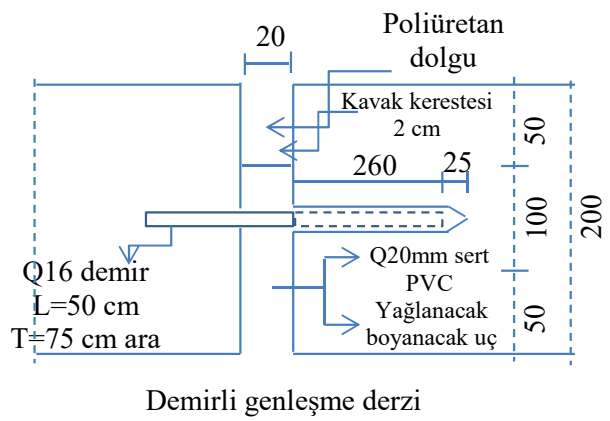 20
Poliüretan
dolgu
Kavak kerestesi
2 cm
260
25
50
100
200
50
Q16 demir
L=50 cm
T=75 cm ara
Q20mm sert
PVC
Yağlanacak
boyanacak uç
Demirli genleşme derzi